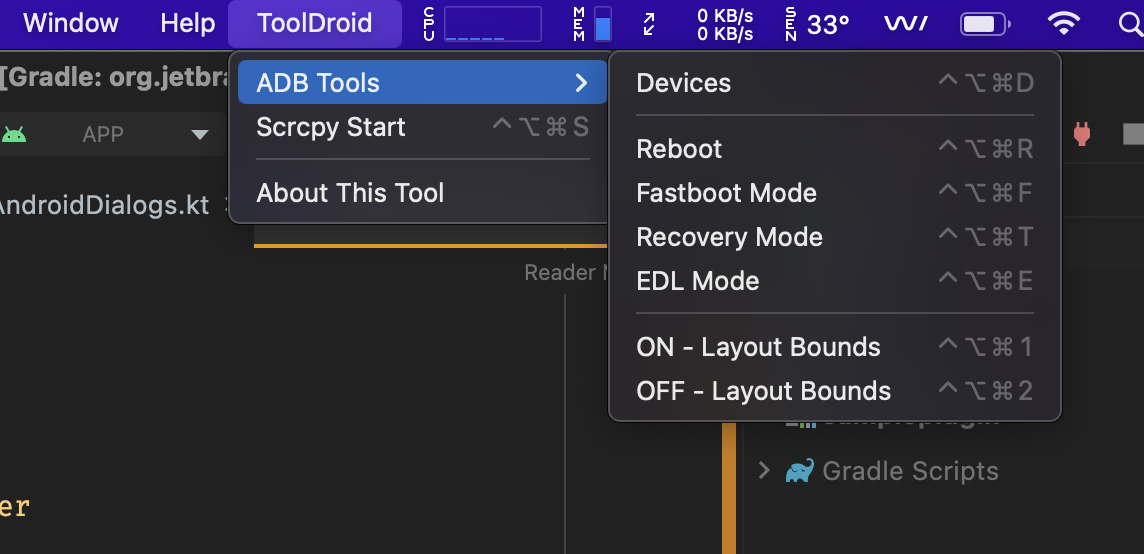 Window Help ToolDroid CPU MEM 0 KB/s 0 KB/s SEN 33°
[Gradle: org.jetbra
ADB Tools
Devices ^⌥⌘D
APP
Scrcpy Start ^⌥⌘S
Reboot ^⌥⌘R
AndroidDialogs.kt
About This Tool
Fastboot Mode ^⌥⌘F
Recovery Mode ^⌥⌘T
Reader M
EDL Mode ^⌥⌘E
ON - Layout Bounds ^⌥⌘1
OFF - Layout Bounds ^⌥⌘2
Gradle Scripts
er